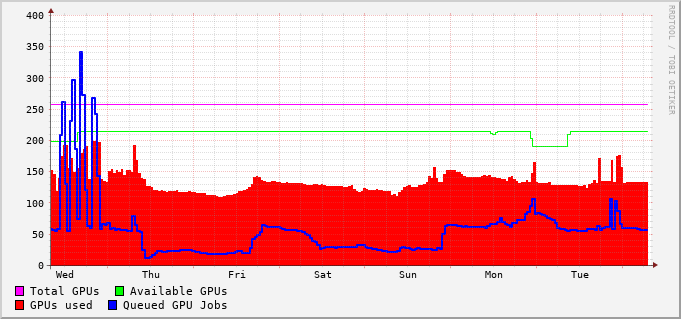 400
350
300
250
200
150
100
50
0
Wed Thu Fri Sat Sun Mon Tue
Total GPUs Available GPUs
GPUs used Queued GPU Jobs
RRDTOOL / TOBI OETIKER